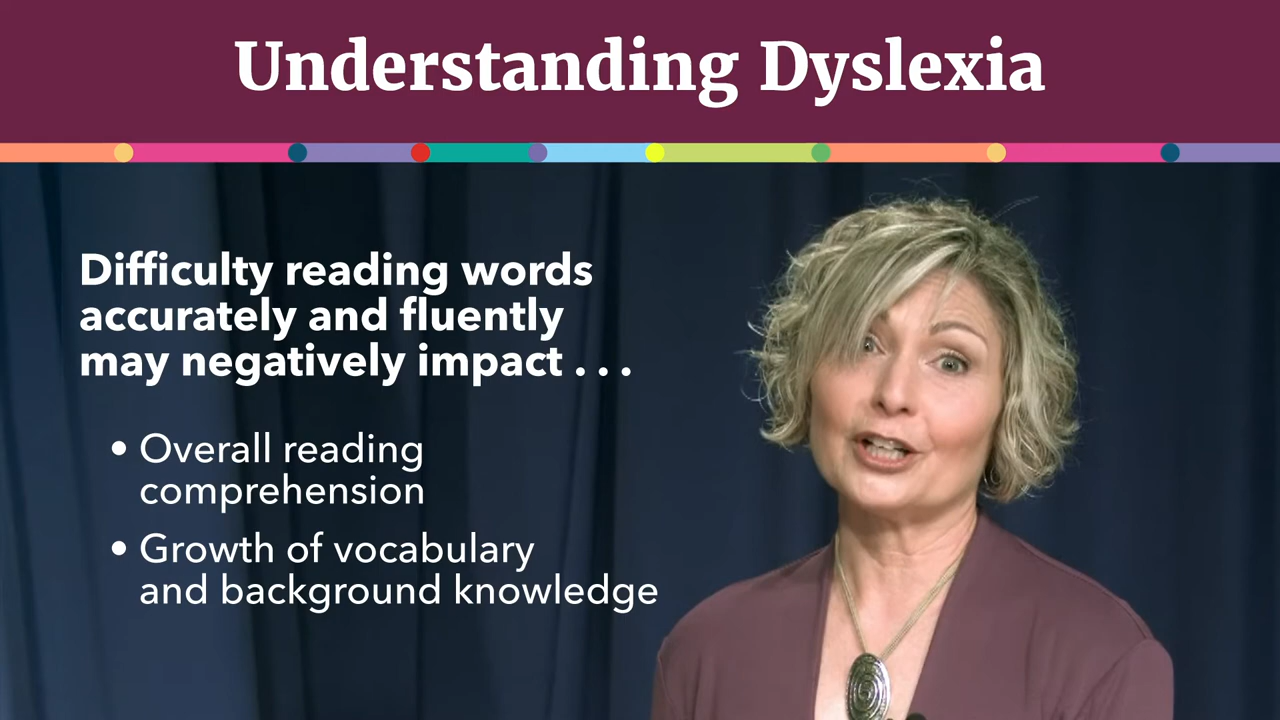 Understanding Dyslexia
Difficulty reading words
accurately and fluently
may negatively impact . . .
• Overall reading
comprehension
• Growth of vocabulary
and background knowledge